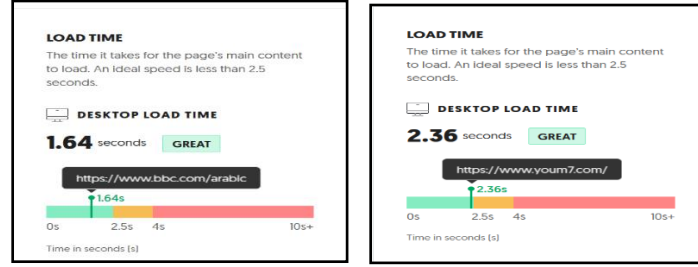 LOAD TIME
The time it takes for the page's main content
to load. An ideal speed is less than 2.5
seconds.
DESKTOP LOAD TIME
1.64 seconds GREAT
https://www.bbc.com/arabic
1.64s
0s 2.5s 4s 10s+
Time in seconds (s)
LOAD TIME
The time it takes for the page's main content
to load. An ideal speed is less than 2.5
seconds.
DESKTOP LOAD TIME
2.36 seconds GREAT
https://www.youm7.com/
2.36s
0s 2.5s 4s 10s+
Time in seconds (s)